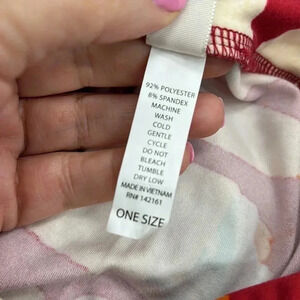 92% POLYESTER
8% SPANDEX
MACHINE
WASH
COLD
GENTLE
CYCLE
DO NOT
BLEACH
TUMBLE
DRY LOW
MADE IN VIETNAM
RN# 142161
ONE SIZE